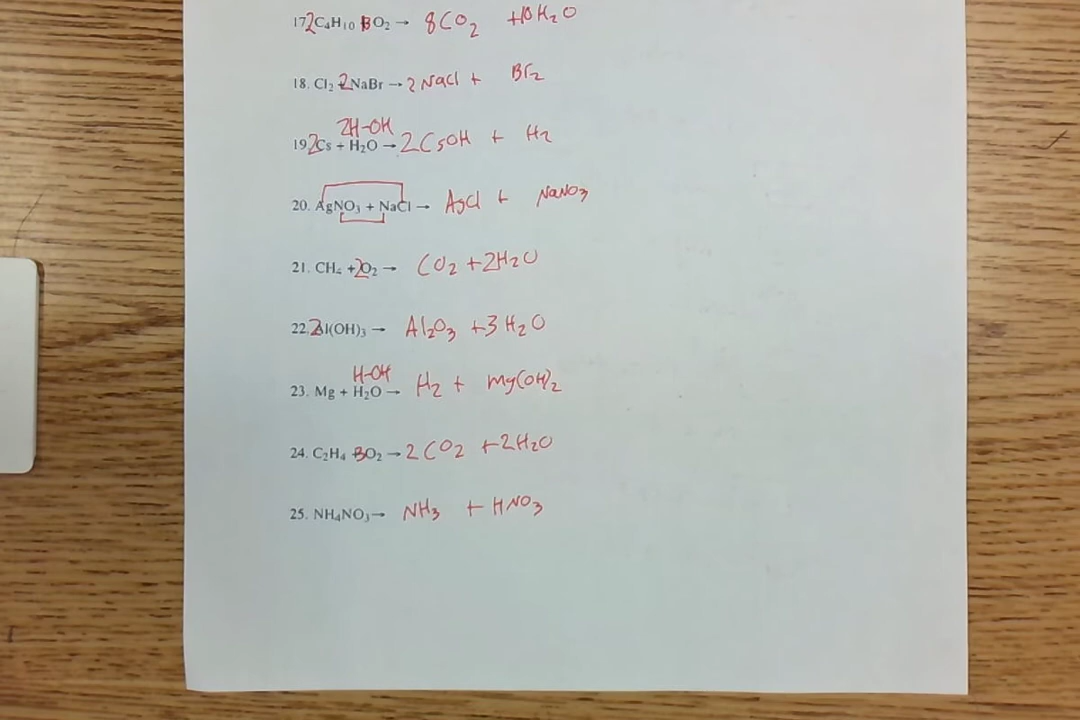 17. 2C₄H₁₀ 13O₂ → 8CO₂ + 10H₂O
18. Cl₂ + 2NaBr → 2NaCl + Br₂
2H-OH
19. 2Cs + H₂O → 2CsOH + H₂
20. AgNO₃ + NaCl → AgCl + NaNO₃
21. CH₄ + 2O₂ → CO₂ + 2H₂O
22. 2Al(OH)₃ → Al₂O₃ + 3H₂O
H-OH
23. Mg + H₂O → H₂ + Mg(OH)₂
24. C₂H₄ + 3O₂ → 2CO₂ + 2H₂O
25. NH₄NO₃ → NH₃ + HNO₃